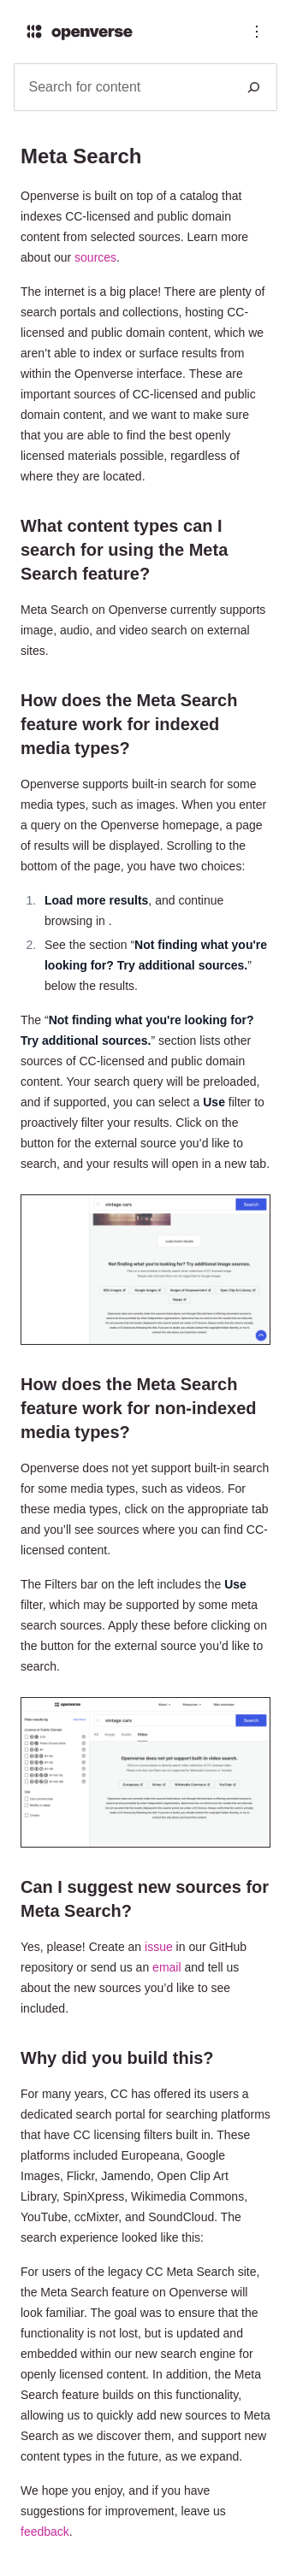 openverse
Search for content
Meta Search
Openverse is built on top of a catalog that
indexes CC-licensed and public domain
content from selected sources. Learn more
about our sources.
The internet is a big place! There are plenty of
search portals and collections, hosting CC-
licensed and public domain content, which we
aren’t able to index or surface results from
within the Openverse interface. These are
important sources of CC-licensed and public
domain content, and we want to make sure
that you are able to find the best openly
licensed materials possible, regardless of
where they are located.
What content types can I
search for using the Meta
Search feature?
Meta Search on Openverse currently supports
image, audio, and video search on external
sites.
How does the Meta Search
feature work for indexed
media types?
Openverse supports built-in search for some
media types, such as images. When you enter
a query on the Openverse homepage, a page
of results will be displayed. Scrolling to the
bottom of the page, you have two choices:
1. Load more results, and continue
browsing in .
2. See the section “Not finding what you're
looking for? Try additional sources.”
below the results.
The “Not finding what you're looking for?
Try additional sources.” section lists other
sources of CC-licensed and public domain
content. Your search query will be preloaded,
and if supported, you can select a Use filter to
proactively filter your results. Click on the
button for the external source you’d like to
search, and your results will open in a new tab.
vintage cars Search
Load more results
Not finding what you're looking for? Try additional image sources.
How does the Meta Search
feature work for non-indexed
media types?
Openverse does not yet support built-in search
for some media types, such as videos. For
these media types, click on the appropriate tab
and you’ll see sources where you can find CC-
licensed content.
The Filters bar on the left includes the Use
filter, which may be supported by some meta
search sources. Apply these before clicking on
the button for the external source you’d like to
search.
openverse
vintage cars Search
Openverse does not yet support built-in video search.
Can I suggest new sources for
Meta Search?
Yes, please! Create an issue in our GitHub
repository or send us an email and tell us
about the new sources you’d like to see
included.
Why did you build this?
For many years, CC has offered its users a
dedicated search portal for searching platforms
that have CC licensing filters built in. These
platforms included Europeana, Google
Images, Flickr, Jamendo, Open Clip Art
Library, SpinXpress, Wikimedia Commons,
YouTube, ccMixter, and SoundCloud. The
search experience looked like this:
For users of the legacy CC Meta Search site,
the Meta Search feature on Openverse will
look familiar. The goal was to ensure that the
functionality is not lost, but is updated and
embedded within our new search engine for
openly licensed content. In addition, the Meta
Search feature builds on this functionality,
allowing us to quickly add new sources to Meta
Search as we discover them, and support new
content types in the future, as we expand.
We hope you enjoy, and if you have
suggestions for improvement, leave us
feedback.